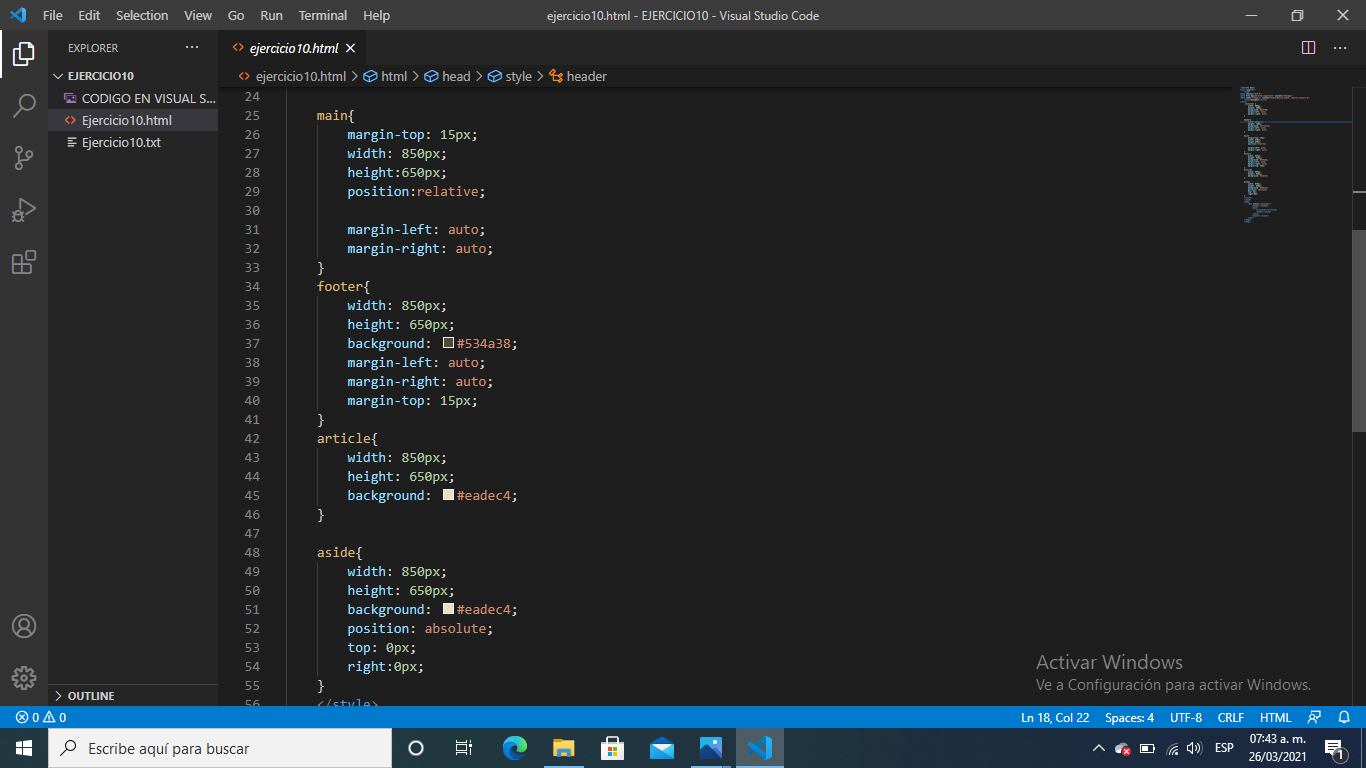 File Edit Selection View Go Run Terminal Help
ejercicio10.html - EJERCICIO10 - Visual Studio Code
EXPLORER
EJERCICIO10
CODIGO EN VISUAL S...
Ejercicio10.html
Ejercicio10.txt
OUTLINE
ejercicio10.html
ejercicio10.html > html > head > style > header
24
25 main{
26 margin-top: 15px;
27 width: 850px;
28 height:650px;
29 position:relative;
30
31 margin-left: auto;
32 margin-right: auto;
33 }
34 footer{
35 width: 850px;
36 height: 650px;
37 background: #534a38;
38 margin-left: auto;
39 margin-right: auto;
40 margin-top: 15px;
41 }
42 article{
43 width: 850px;
44 height: 650px;
45 background: #eadec4;
46 }
47
48 aside{
49 width: 850px;
50 height: 650px;
51 background: #eadec4;
52 position: absolute;
53 top: 0px;
54 right:0px;
55 }
56 </style>
Activar Windows
Ve a Configuración para activar Windows.
0 0
Ln 18, Col 22 Spaces: 4 UTF-8 CRLF HTML
Escribe aquí para buscar
ESP
07:43 a. m.
26/03/2021
1